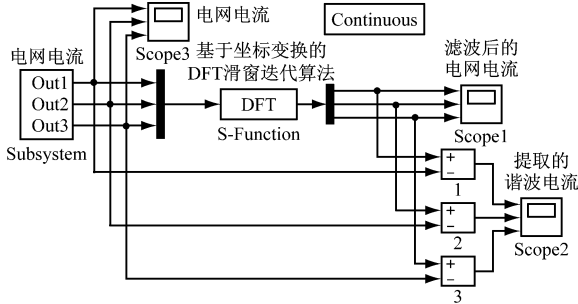 电网电流
Continuous
Scope3
电网电流
Out1
Out2
Out3
Subsystem
基于坐标变换的
DFT滑窗迭代算法
DFT
S-Function
滤波后的
电网电流
Scope1
+
−
1
+
−
2
+
−
3
提取的
谐波电流
Scope2